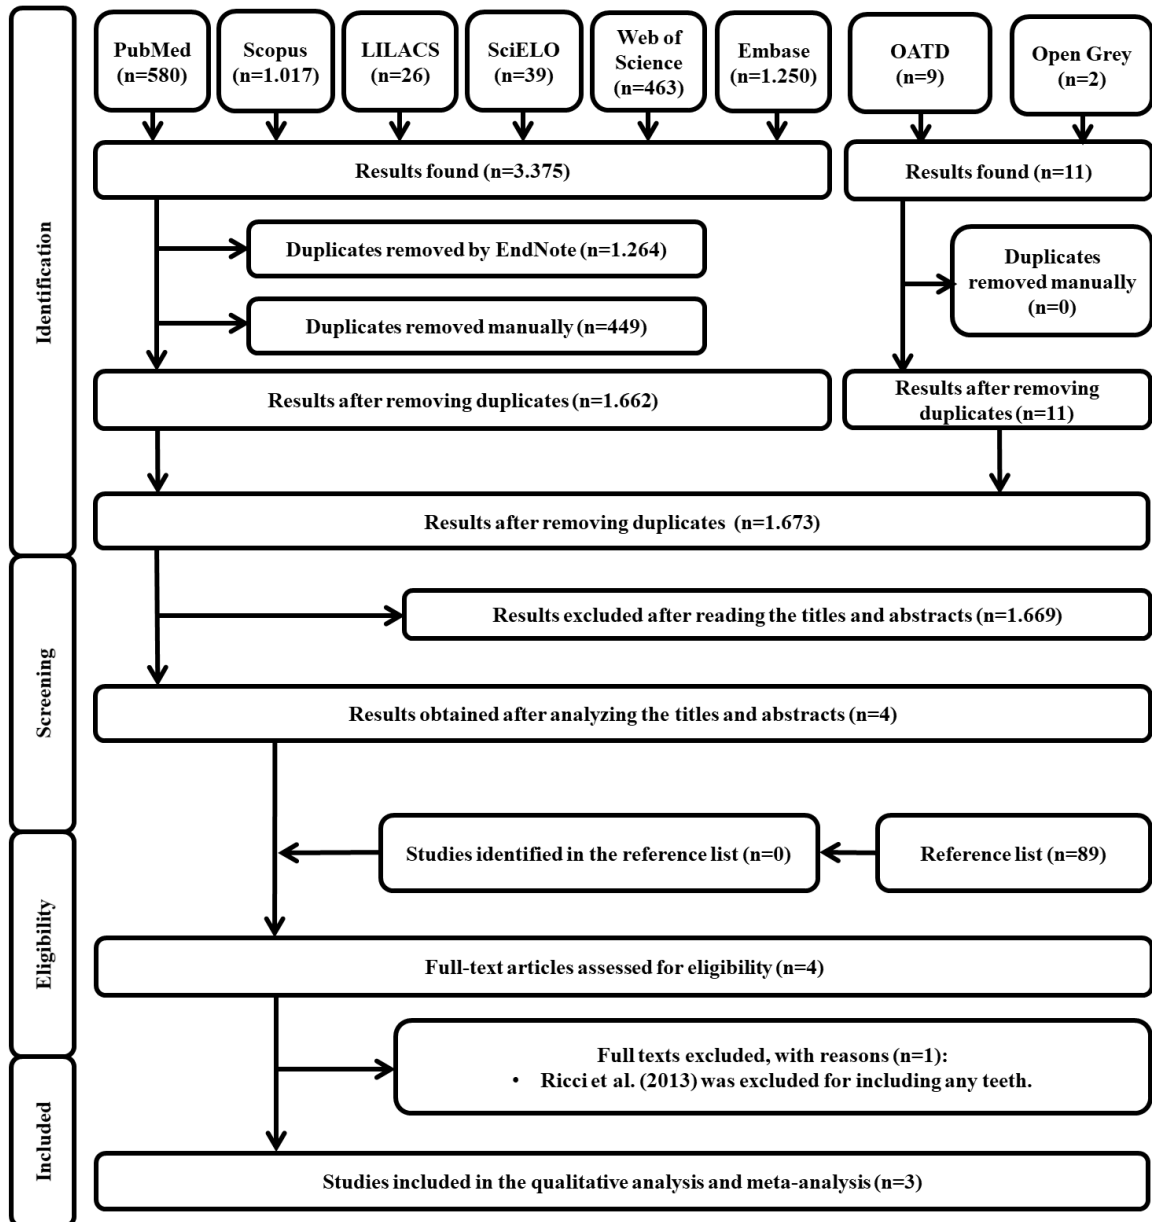 PubMed
(n=580)
Scopus
(n=1.017)
LILACS
(n=26)
SciELO
(n=39)
Web of
Science
(n=463)
Embase
(n=1.250)
OATD
(n=9)
Open Grey
(n=2)
Results found (n=3.375)
Results found (n=11)
Duplicates removed by EndNote (n=1.264)
Duplicates
removed manually
(n=0)
Duplicates removed manually (n=449)
Results after removing duplicates (n=1.662)
Results after removing
duplicates (n=11)
Results after removing duplicates (n=1.673)
Identification
Results excluded after reading the titles and abstracts (n=1.669)
Results obtained after analyzing the titles and abstracts (n=4)
Screening
Studies identified in the reference list (n=0)
Reference list (n=89)
Full-text articles assessed for eligibility (n=4)
Eligibility
Full texts excluded, with reasons (n=1):
• Ricci et al. (2013) was excluded for including any teeth.
Studies included in the qualitative analysis and meta-analysis (n=3)
Included